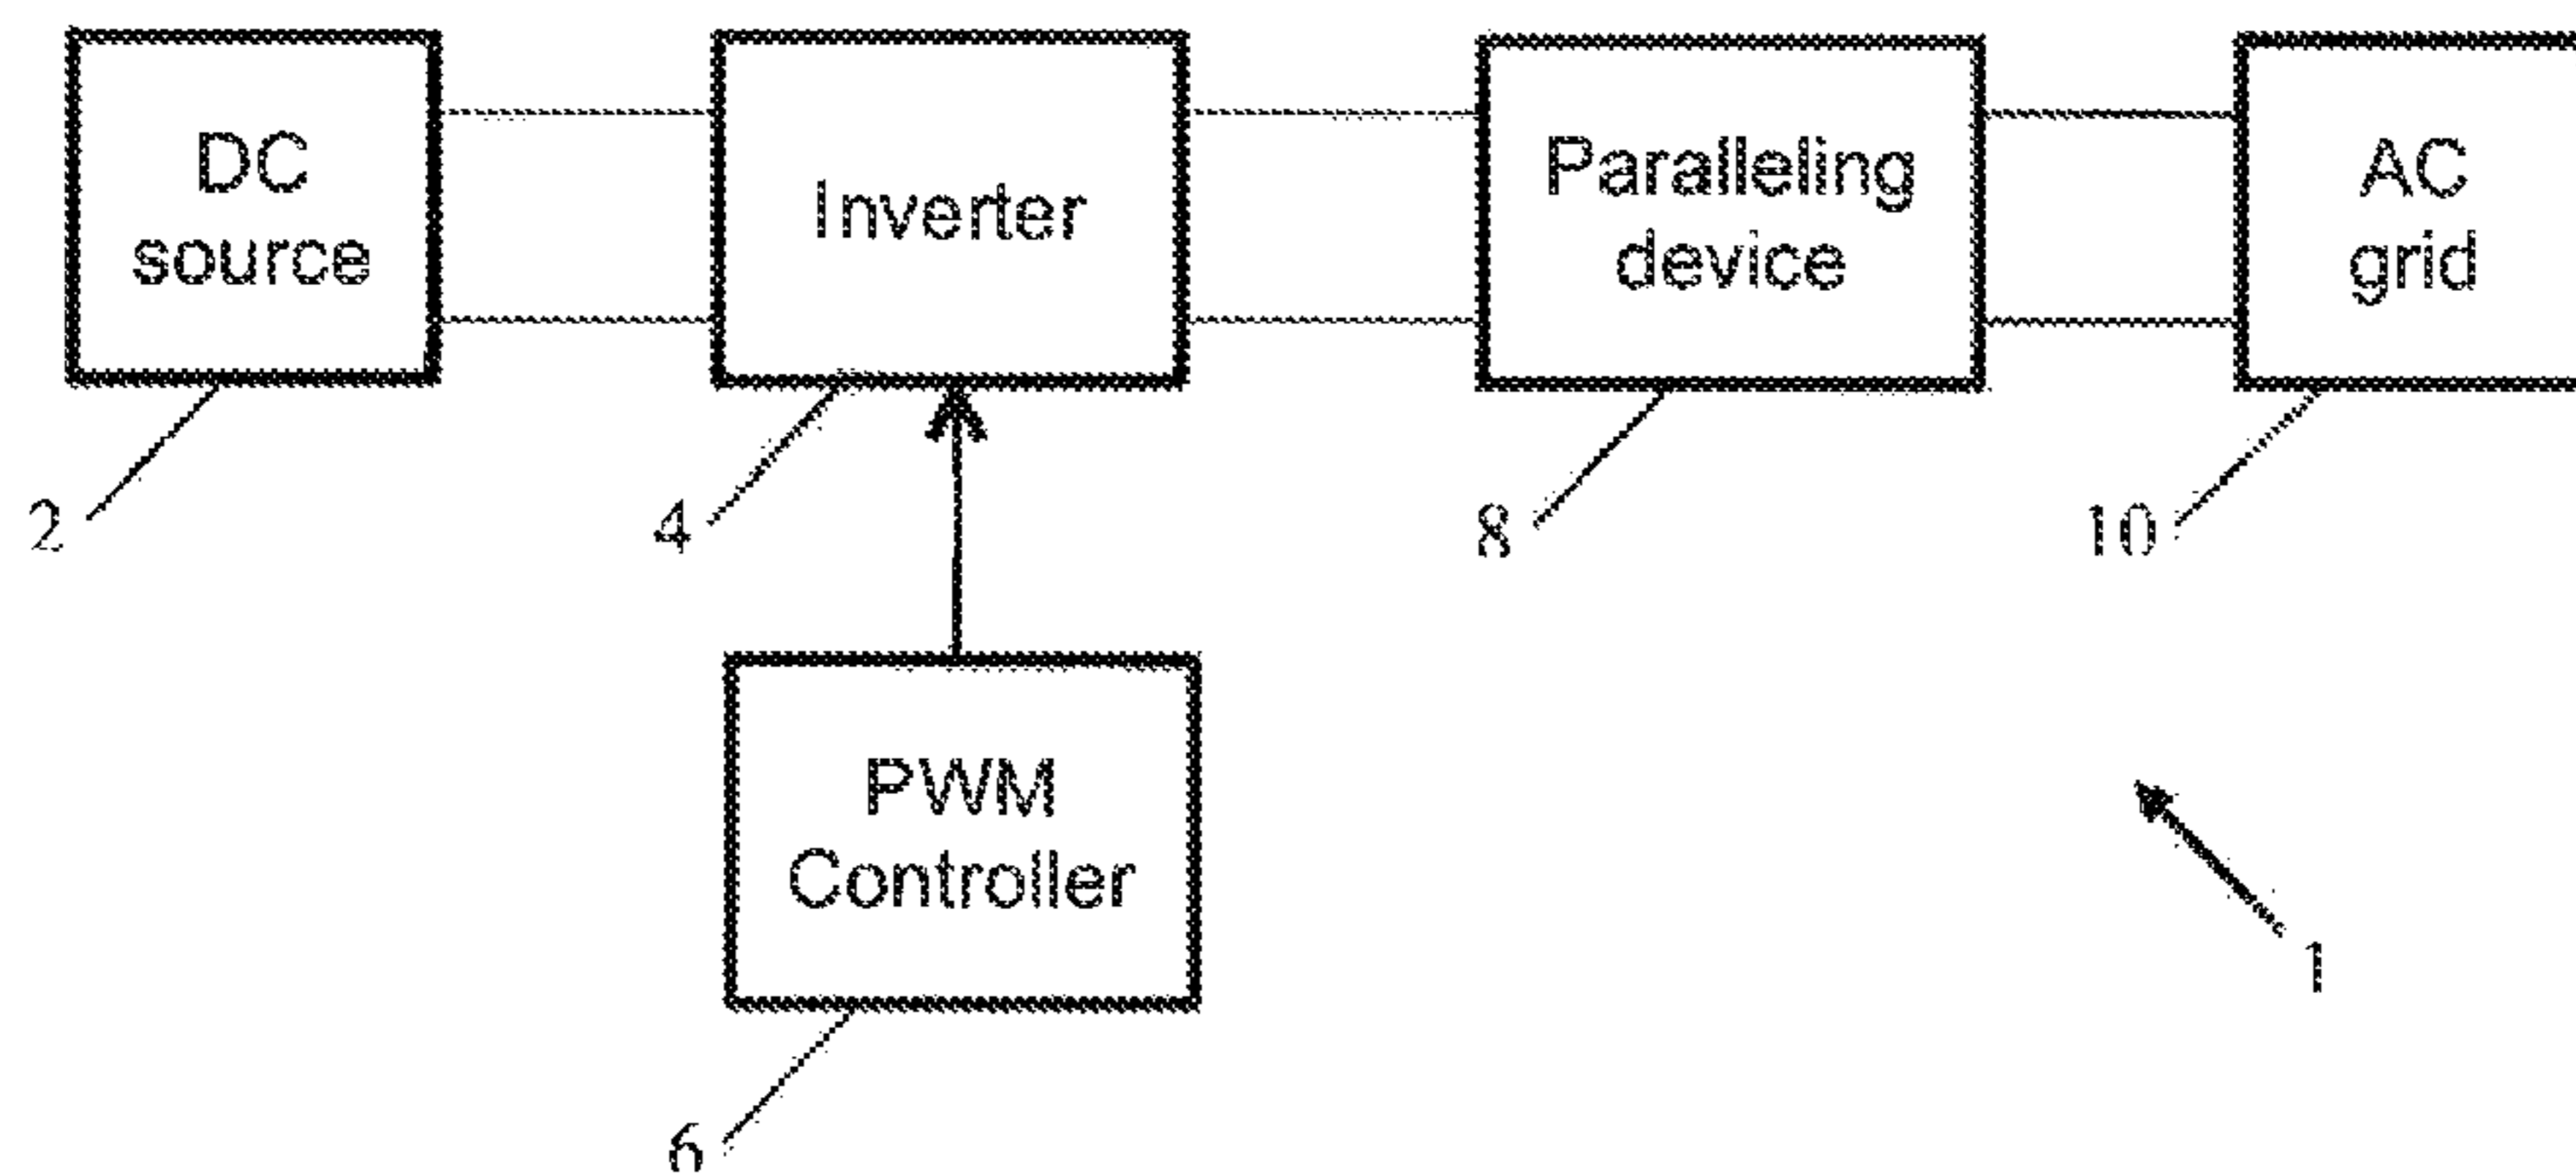 DC
source
Inverter
Paralleling
device
AC
grid
2
4
8
10
PWM
Controller
1
6